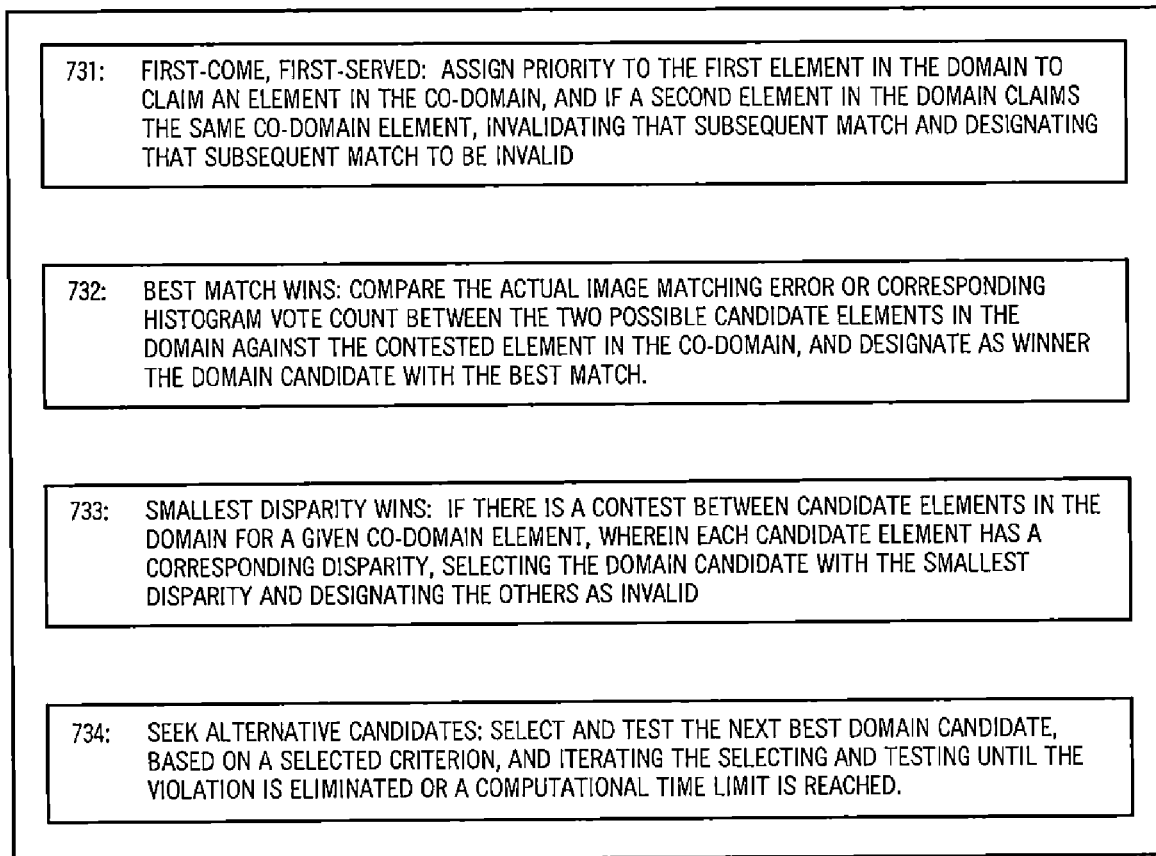 731: FIRST-COME, FIRST-SERVED: ASSIGN PRIORITY TO THE FIRST ELEMENT IN THE DOMAIN TO
CLAIM AN ELEMENT IN THE CO-DOMAIN, AND IF A SECOND ELEMENT IN THE DOMAIN CLAIMS
THE SAME CO-DOMAIN ELEMENT, INVALIDATING THAT SUBSEQUENT MATCH AND DESIGNATING
THAT SUBSEQUENT MATCH TO BE INVALID
732: BEST MATCH WINS: COMPARE THE ACTUAL IMAGE MATCHING ERROR OR CORRESPONDING
HISTOGRAM VOTE COUNT BETWEEN THE TWO POSSIBLE CANDIDATE ELEMENTS IN THE
DOMAIN AGAINST THE CONTESTED ELEMENT IN THE CO-DOMAIN, AND DESIGNATE AS WINNER
THE DOMAIN CANDIDATE WITH THE BEST MATCH.
733: SMALLEST DISPARITY WINS: IF THERE IS A CONTEST BETWEEN CANDIDATE ELEMENTS IN THE
DOMAIN FOR A GIVEN CO-DOMAIN ELEMENT, WHEREIN EACH CANDIDATE ELEMENT HAS A
CORRESPONDING DISPARITY, SELECTING THE DOMAIN CANDIDATE WITH THE SMALLEST
DISPARITY AND DESIGNATING THE OTHERS AS INVALID
734: SEEK ALTERNATIVE CANDIDATES: SELECT AND TEST THE NEXT BEST DOMAIN CANDIDATE,
BASED ON A SELECTED CRITERION, AND ITERATING THE SELECTING AND TESTING UNTIL THE
VIOLATION IS ELIMINATED OR A COMPUTATIONAL TIME LIMIT IS REACHED.